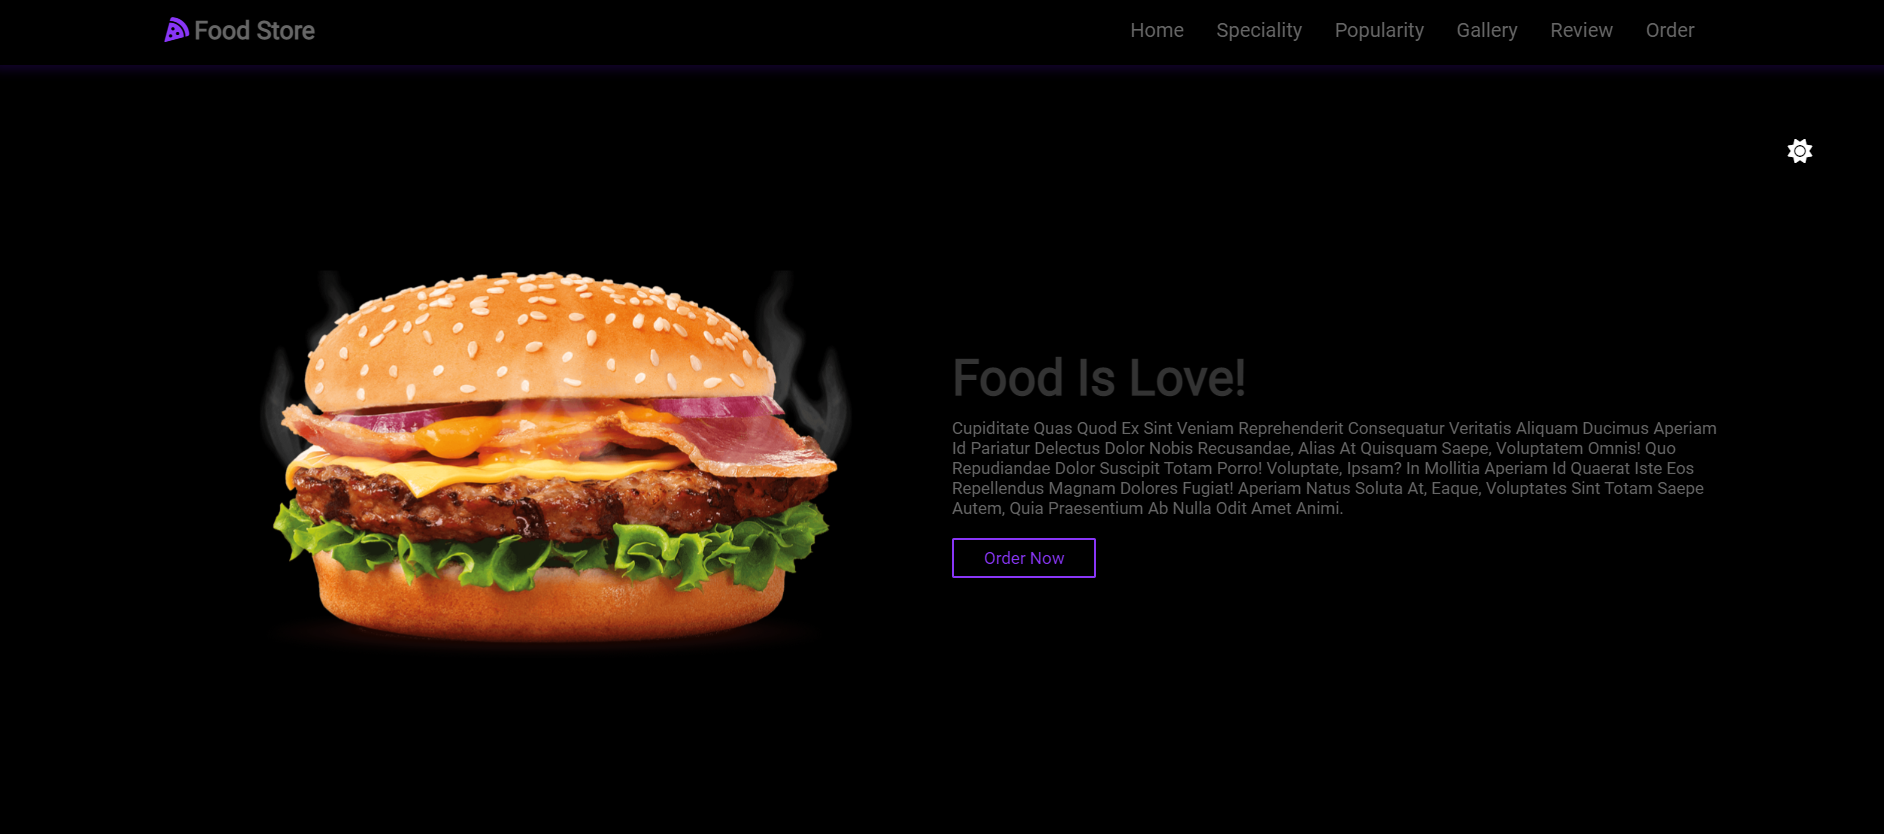 Food Store
Home Speciality Popularity Gallery Review Order
Food Is Love!
Cupiditate Quas Quod Ex Sint Veniam Reprehenderit Consequatur Veritatis Aliquam Ducimus Aperiam
Id Pariatur Delectus Dolor Nobis Recusandae, Alias At Quisquam Saepe, Voluptatem Omnis! Quo
Repudiandae Dolor Suscipit Totam Porro! Voluptate, Ipsam? In Mollitia Aperiam Id Quaerat Iste Eos
Repellendus Magnam Dolores Fugiat! Aperiam Natus Soluta At, Eaque, Voluptates Sint Totam Saepe
Autem, Quia Praesentium Ab Nulla Odit Amet Animi.
Order Now